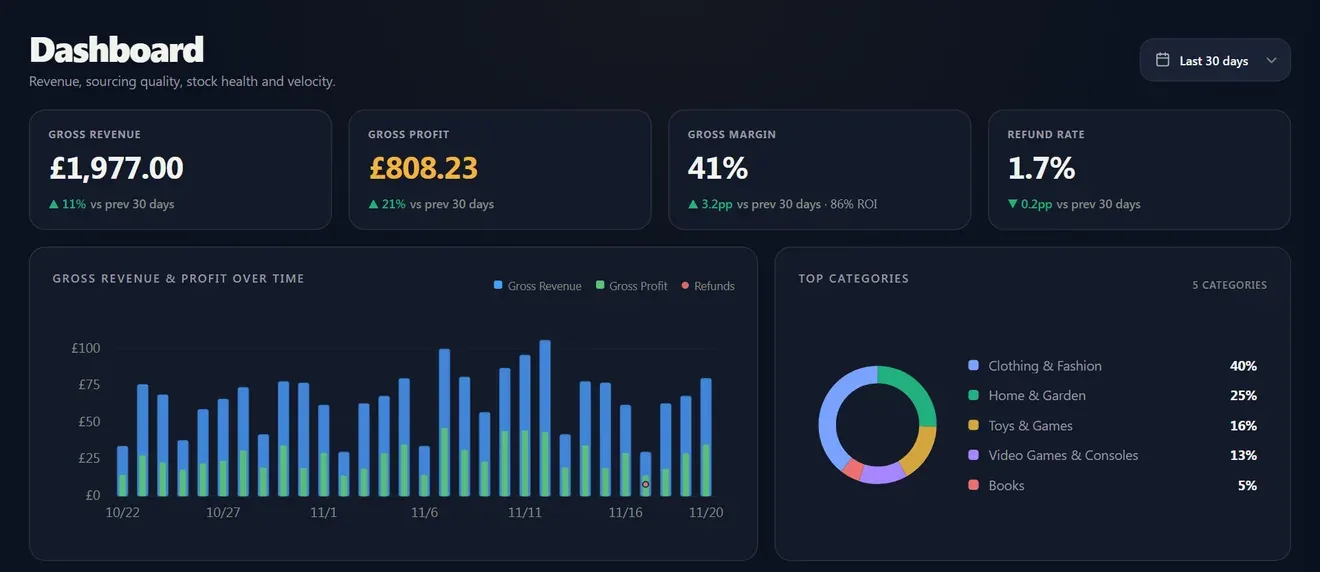 Dashboard
Revenue, sourcing quality, stock health and velocity.
Last 30 days
GROSS REVENUE
£1,977.00
▲ 11% vs prev 30 days
GROSS PROFIT
£808.23
▲ 21% vs prev 30 days
GROSS MARGIN
41%
▲ 3.2pp vs prev 30 days · 86% ROI
REFUND RATE
1.7%
▼ 0.2pp vs prev 30 days
GROSS REVENUE & PROFIT OVER TIME
Gross Revenue
Gross Profit
Refunds
£100
£75
£50
£25
£0
10/22
10/27
11/1
11/6
11/11
11/16
11/20
TOP CATEGORIES
5 CATEGORIES
Clothing & Fashion 40%
Home & Garden 25%
Toys & Games 16%
Video Games & Consoles 13%
Books 5%